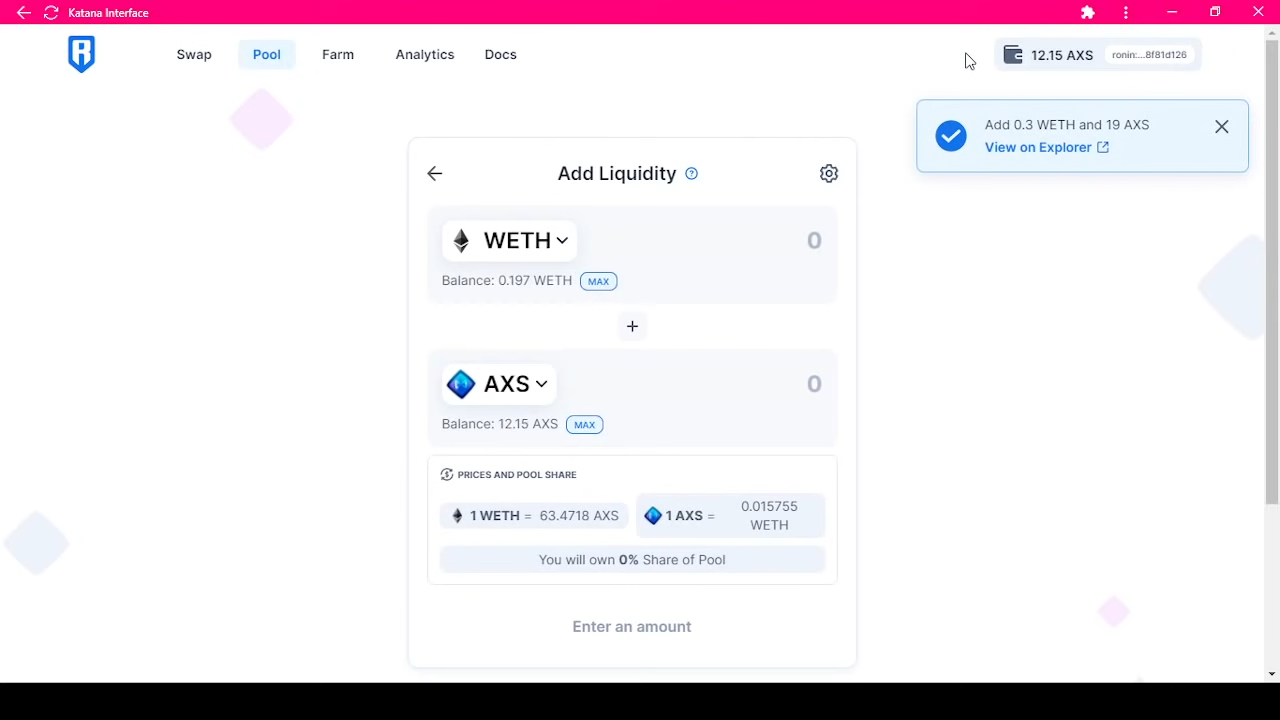 Katana Interface
Swap
Pool
Farm
Analytics
Docs
12.15 AXS
ronin:...8f81d126
Add 0.3 WETH and 19 AXS
View on Explorer
Add Liquidity ?
WETH
0
Balance: 0.197 WETH MAX
+
AXS
0
Balance: 12.15 AXS MAX
PRICES AND POOL SHARE
1 WETH = 63.4718 AXS
1 AXS = 0.015755
WETH
You will own 0% Share of Pool
Enter an amount